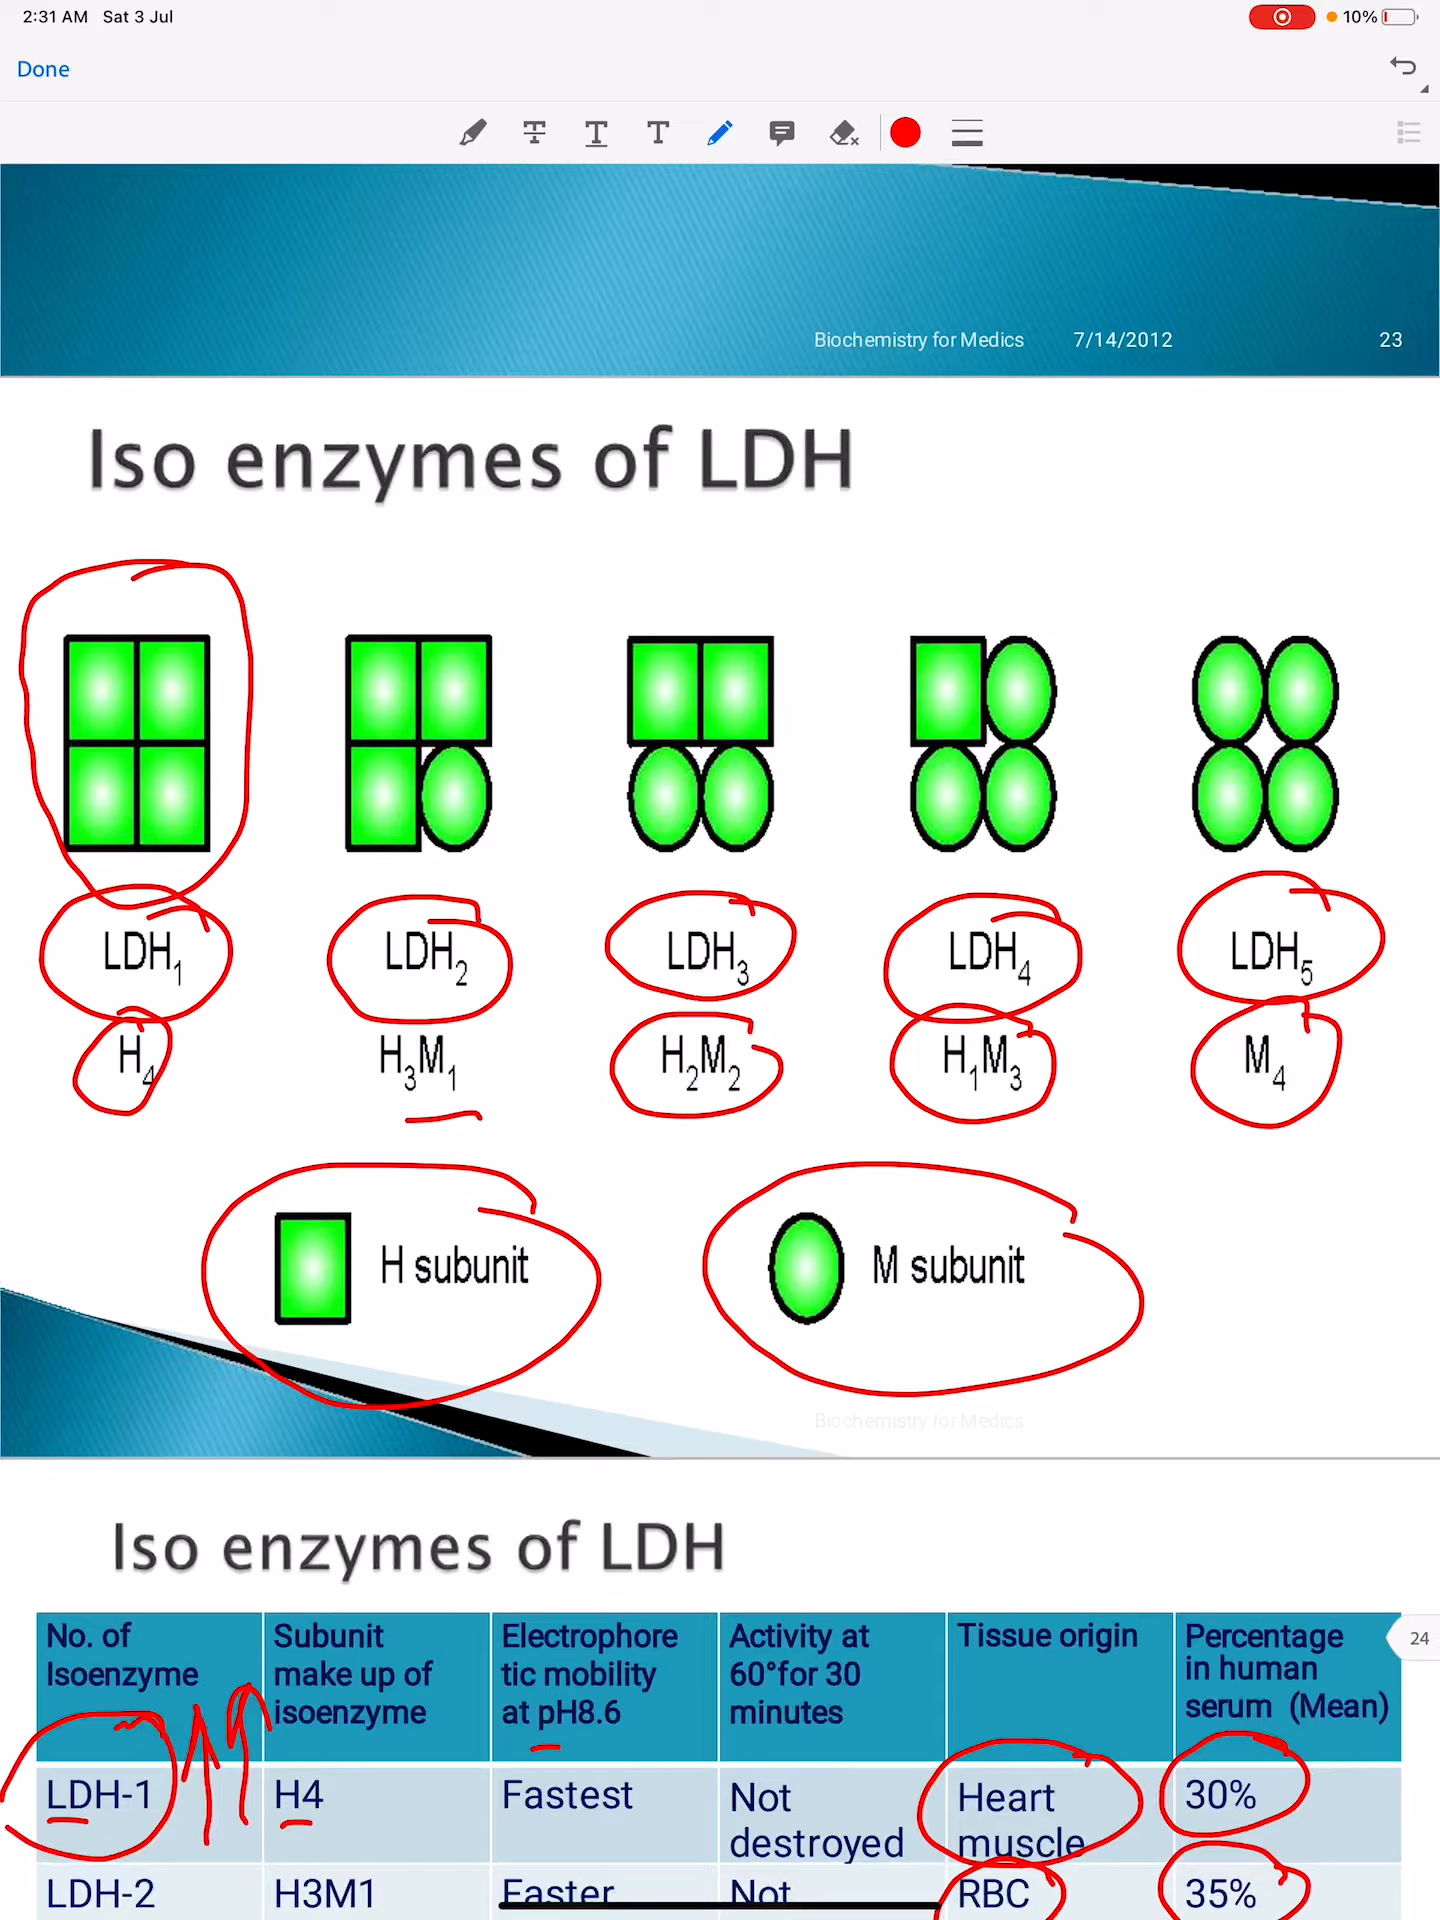 2:31 AM Sat 3 Jul
10%
Done
Biochemistry for Medics 7/14/2012 23
Iso enzymes of LDH
LDH1 LDH2 LDH3 LDH4 LDH5
H4 H3M1 H2M2 H1M3 M4
H subunit M subunit
Biochemistry for Medics
Iso enzymes of LDH
24
No. of Isoenzyme
Subunit make up of isoenzyme
Electrophore tic mobility at pH8.6
Activity at 60°for 30 minutes
Tissue origin
Percentage in human serum (Mean)
LDH-1 H4 Fastest Not destroyed Heart muscle 30%
LDH-2 H3M1 Faster Not RBC 35%